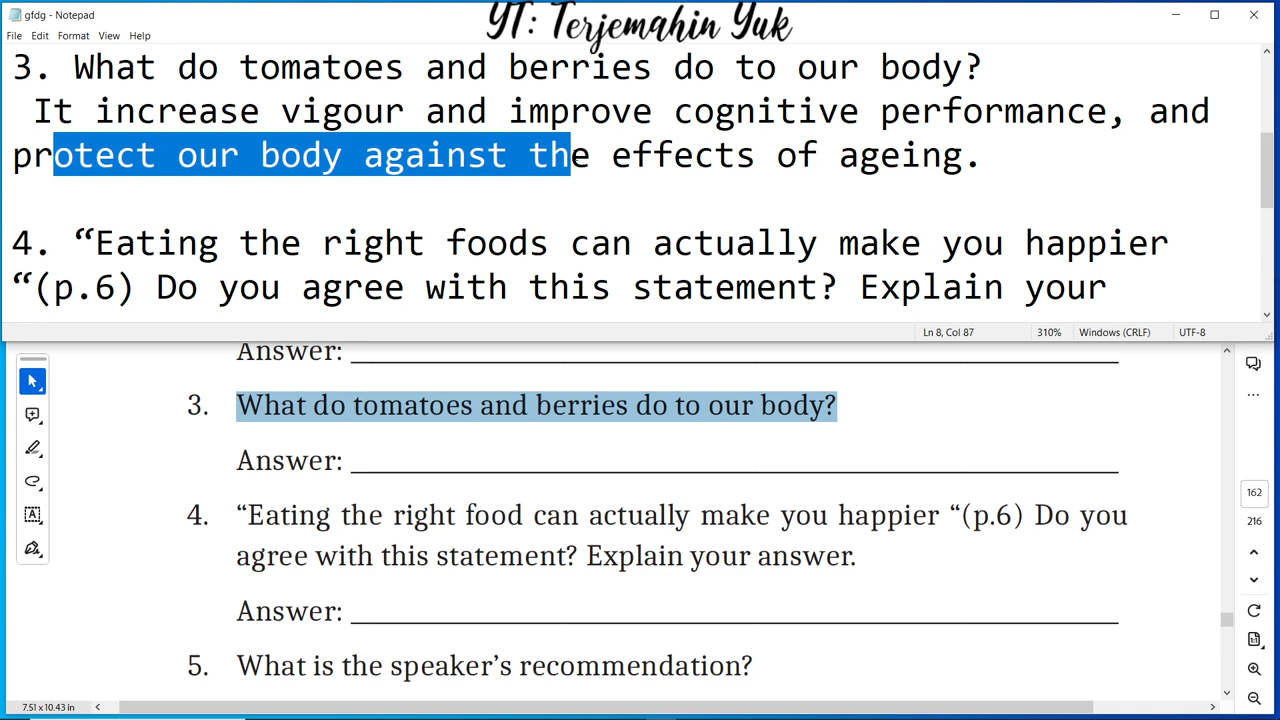 gfdg - Notepad
YT: Terjemahin Yuk
File Edit Format View Help
3. What do tomatoes and berries do to our body?
It increase vigour and improve cognitive performance, and
protect our body against the effects of ageing.
4. “Eating the right foods can actually make you happier
“(p.6) Do you agree with this statement? Explain your
Ln 8, Col 87 310% Windows (CRLF) UTF-8
Answer:
3. What do tomatoes and berries do to our body?
Answer:
4. “Eating the right food can actually make you happier “(p.6) Do you
agree with this statement? Explain your answer.
Answer:
5. What is the speaker’s recommendation?
162
216
7.51 x 10.43 in